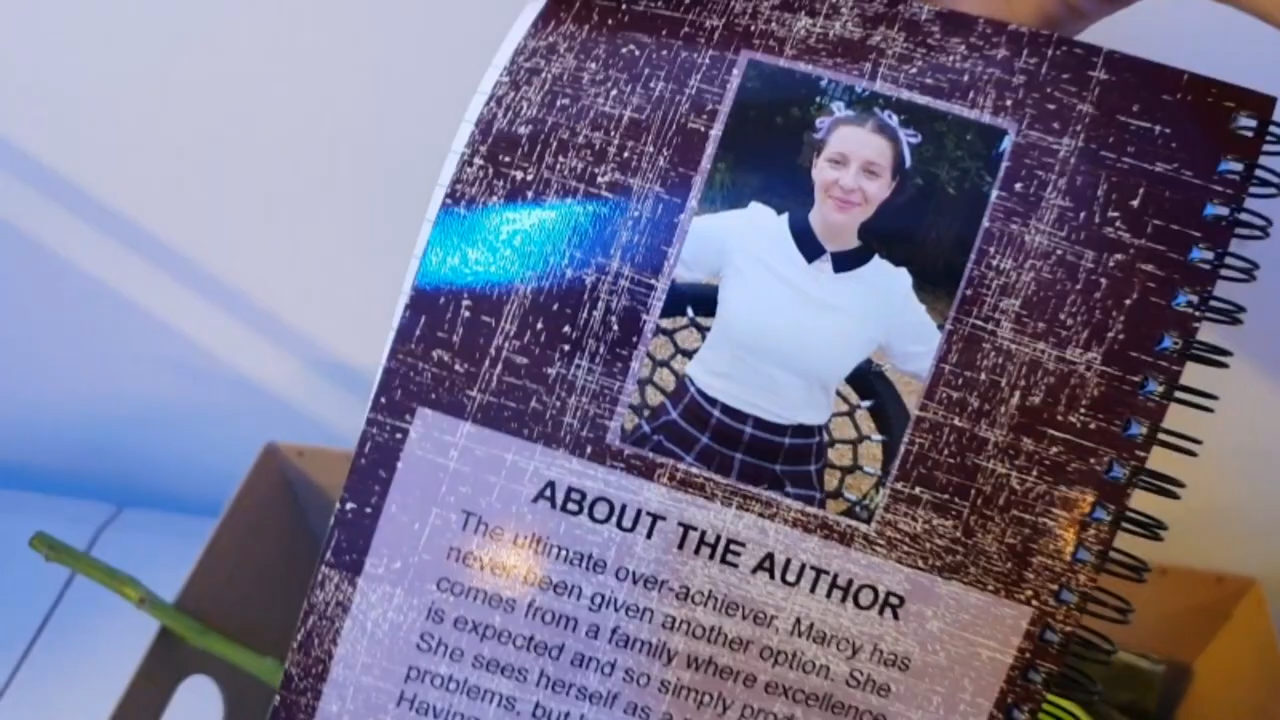 ABOUT THE AUTHOR
The ultimate over-achiever, Marcy has
never been given another option. She
comes from a family where excellence
is expected and so simply
She sees herself as a
problems, but
Having